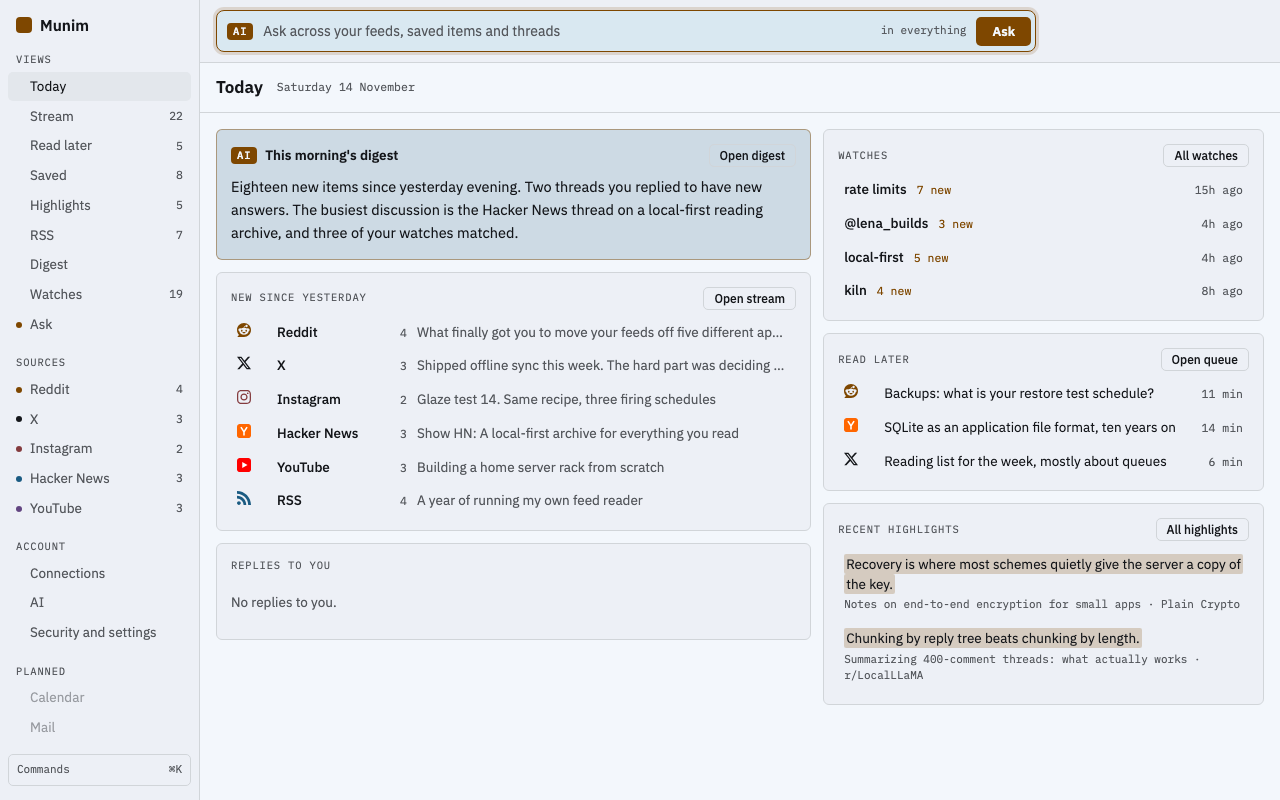 Munim
VIEWS
Today
Stream 22
Read later 5
Saved 8
Highlights 5
RSS 7
Digest
Watches 19
Ask
SOURCES
Reddit 4
X 3
Instagram 2
Hacker News 3
YouTube 3
ACCOUNT
Connections
AI
Security and settings
PLANNED
Calendar
Mail
Commands ⌘K
AI Ask across your feeds, saved items and threads in everything Ask
Today Saturday 14 November
AI This morning's digest Open digest
Eighteen new items since yesterday evening. Two threads you replied to have new
answers. The busiest discussion is the Hacker News thread on a local-first reading
archive, and three of your watches matched.
NEW SINCE YESTERDAY Open stream
Reddit 4 What finally got you to move your feeds off five different ap...
X 3 Shipped offline sync this week. The hard part was deciding ...
Instagram 2 Glaze test 14. Same recipe, three firing schedules
Hacker News 3 Show HN: A local-first archive for everything you read
YouTube 3 Building a home server rack from scratch
RSS 4 A year of running my own feed reader
REPLIES TO YOU
No replies to you.
WATCHES All watches
rate limits 7 new 15h ago
@lena_builds 3 new 4h ago
local-first 5 new 4h ago
kiln 4 new 8h ago
READ LATER Open queue
Backups: what is your restore test schedule? 11 min
SQLite as an application file format, ten years on 14 min
Reading list for the week, mostly about queues 6 min
RECENT HIGHLIGHTS All highlights
Recovery is where most schemes quietly give the server a copy of
the key.
Notes on end-to-end encryption for small apps · Plain Crypto
Chunking by reply tree beats chunking by length.
Summarizing 400-comment threads: what actually works ·
r/LocalLLaMA